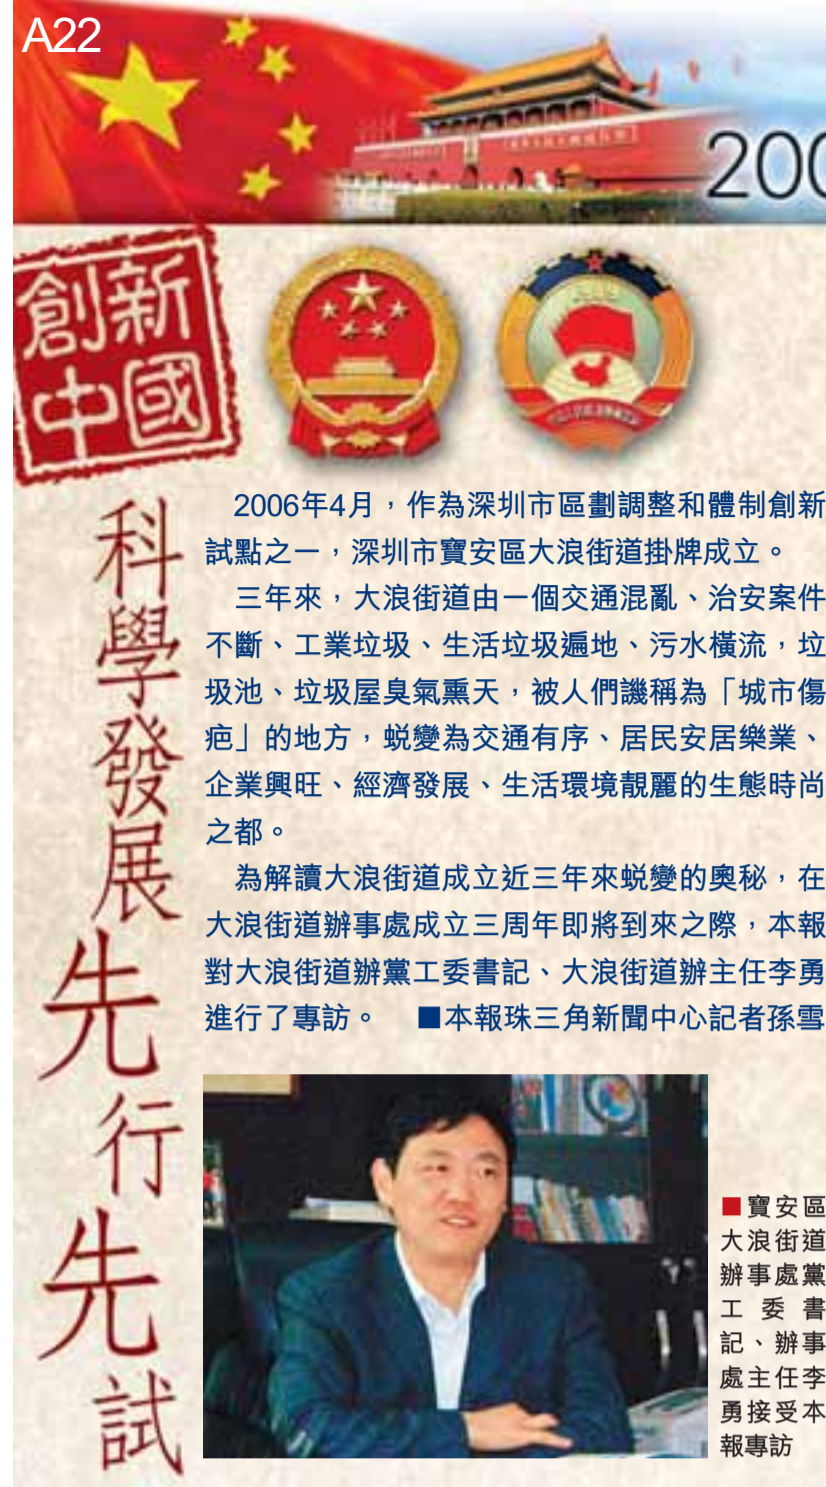 A22
200
創新
中國
科學發展先行先試
2006年4月，作為深圳市區劃調整和體制創新
試點之一，深圳市寶安區大浪街道掛牌成立。
三年來，大浪街道由一個交通混亂、治安案件
不斷、工業垃圾、生活垃圾遍地、污水橫流，垃
圾池、垃圾屋臭氣熏天，被人們譏稱為「城市傷
疤」的地方，蛻變為交通有序、居民安居樂業、
企業興旺、經濟發展、生活環境靚麗的生態時尚
之都。
為解讀大浪街道成立近三年來蛻變的奧秘，在
大浪街道辦事處成立三周年即將到來之際，本報
對大浪街道辦黨工委書記、大浪街道辦主任李勇
進行了專訪。 ■本報珠三角新聞中心記者孫雪
■寶安區
大浪街道
辦事處黨
工委書
記、辦事
處主任李
勇接受本
報專訪